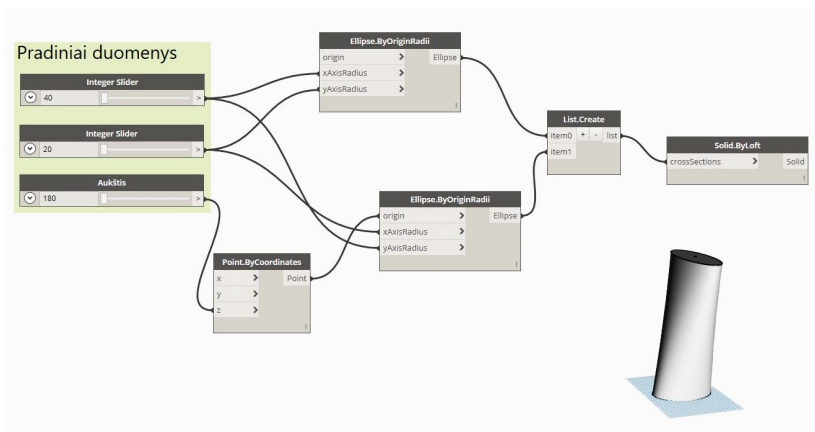 Pradiniai duomenys
Integer Slider
40
>
Integer Slider
20
>
Aukštis
180
>
Ellipse.ByOriginRadii
origin > Ellipse
xAxisRadius >
yAxisRadius >
l
Ellipse.ByOriginRadii
origin > Ellipse
xAxisRadius >
yAxisRadius >
l
Point.ByCoordinates
x > Point
y >
z >
l
List.Create
item0 + - list
item1
l
Solid.ByLoft
crossSections > Solid
l